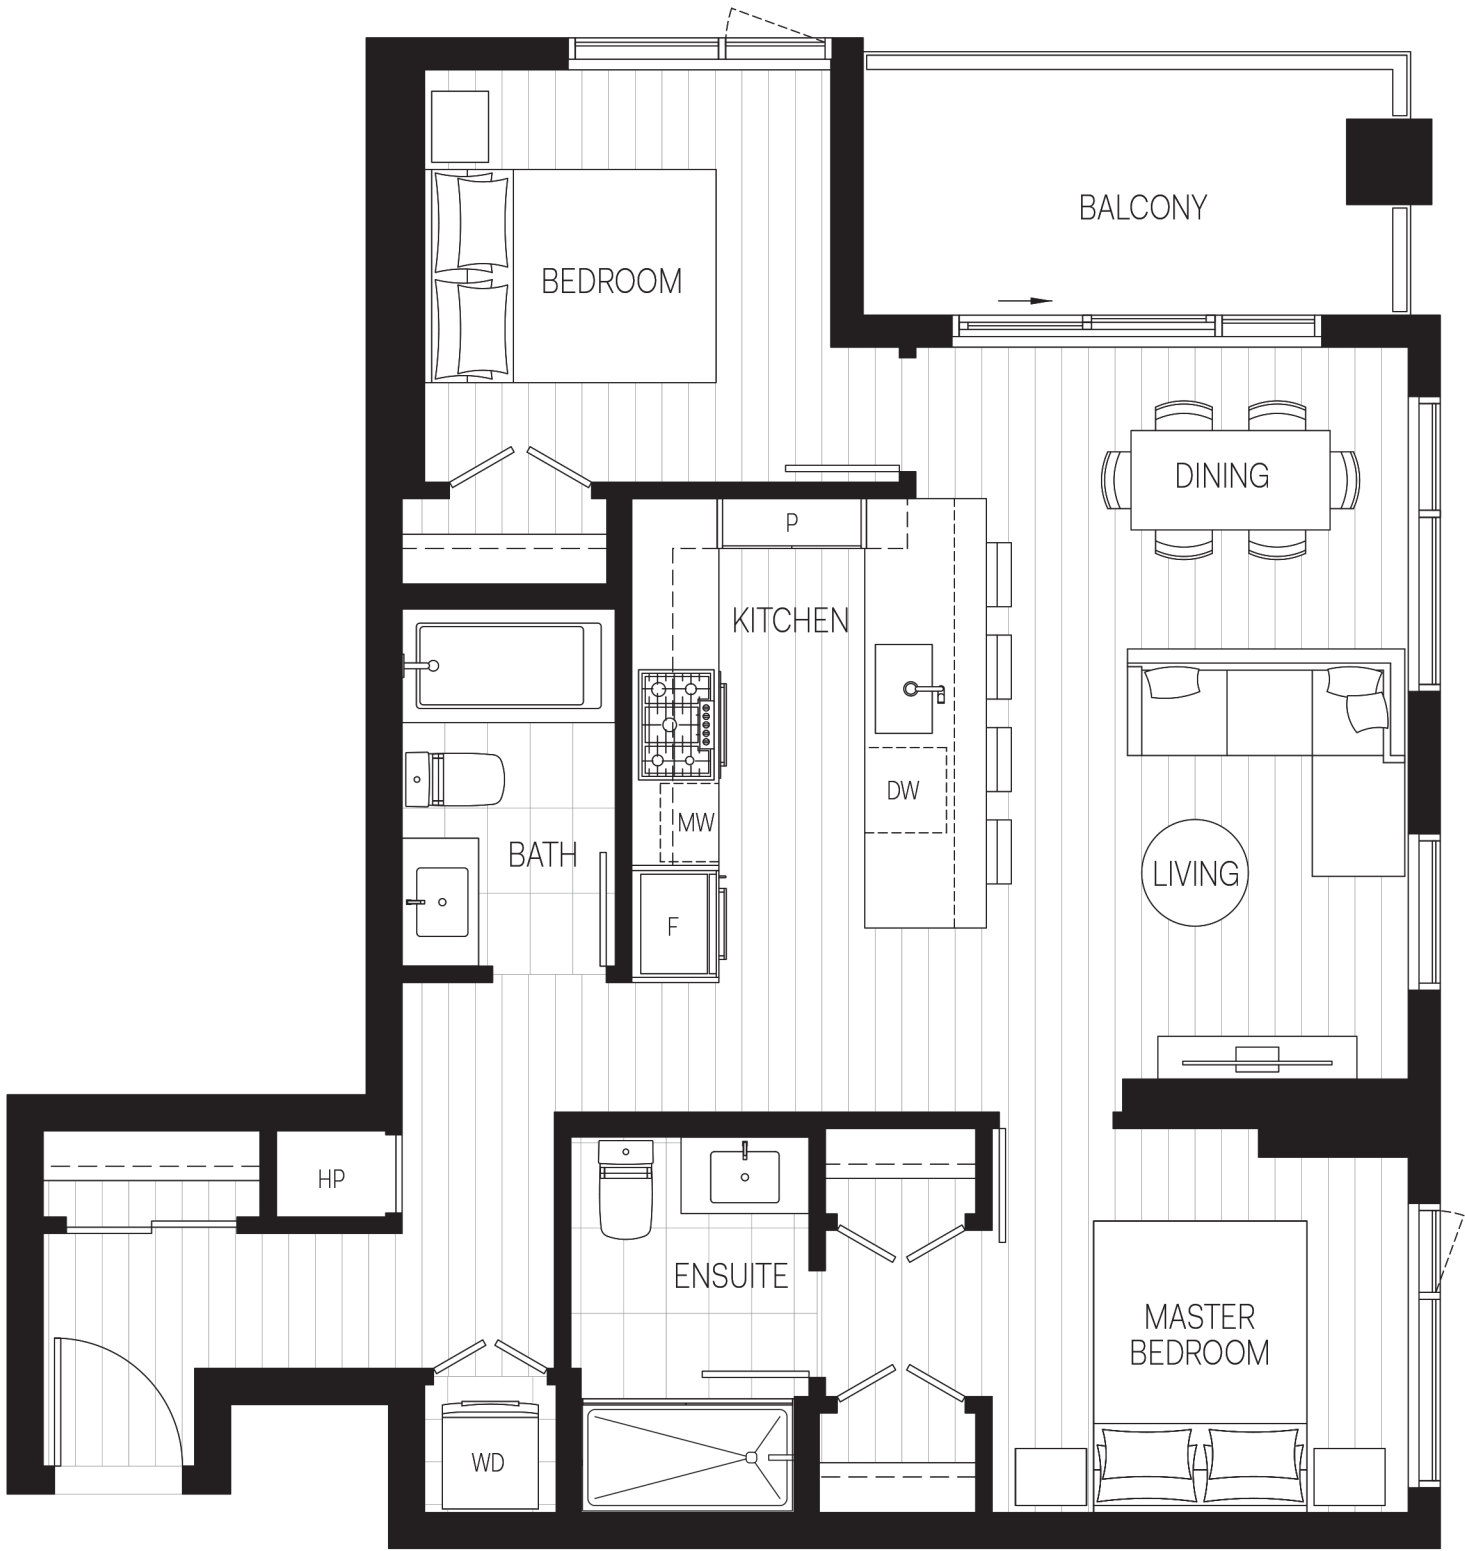 BALCONY
BEDROOM
DINING
P
KITCHEN
DW
MW
BATH
LIVING
F
HP
ENSUITE
MASTER
BEDROOM
WD